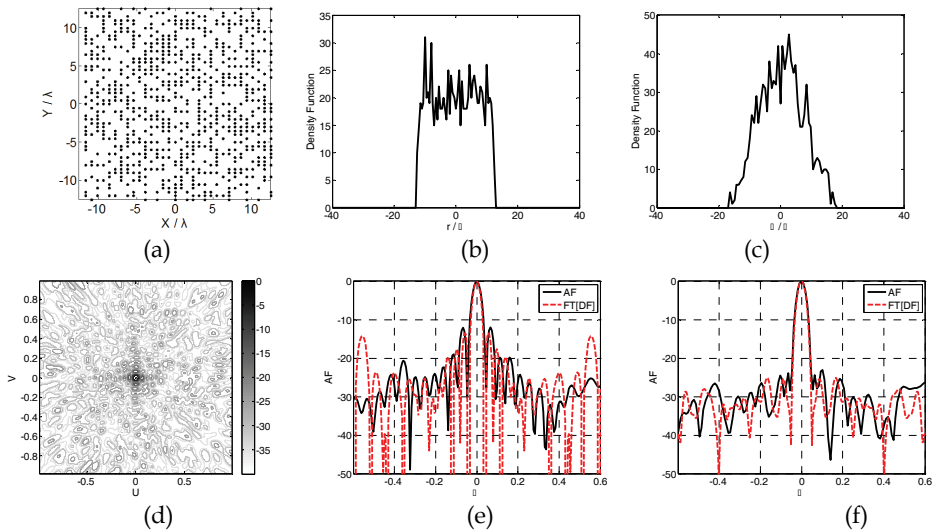 10
5
0
-5
-10
Y / λ
-10 -5 0 5 10
X / λ
(a)
35
30
25
20
15
10
5
0
Density Function
-40 -20 0 20 40
r / ▯
(b)
50
40
30
20
10
0
Density Function
-40 -20 0 20 40
▯ / ▯
(c)
0.8
0.6
0.4
0.2
0
-0.2
-0.4
-0.6
-0.8
V
-0.5 0 0.5
U
0
-5
-10
-15
-20
-25
-30
-35
(d)
0
-10
-20
-30
-40
-50
AF
AF
FT[DF]
-0.4 -0.2 0 0.2 0.4 0.6
▯
(e)
0
-10
-20
-30
-40
-50
AF
AF
FT[DF]
-0.4 -0.2 0 0.2 0.4 0.6
▯
(f)